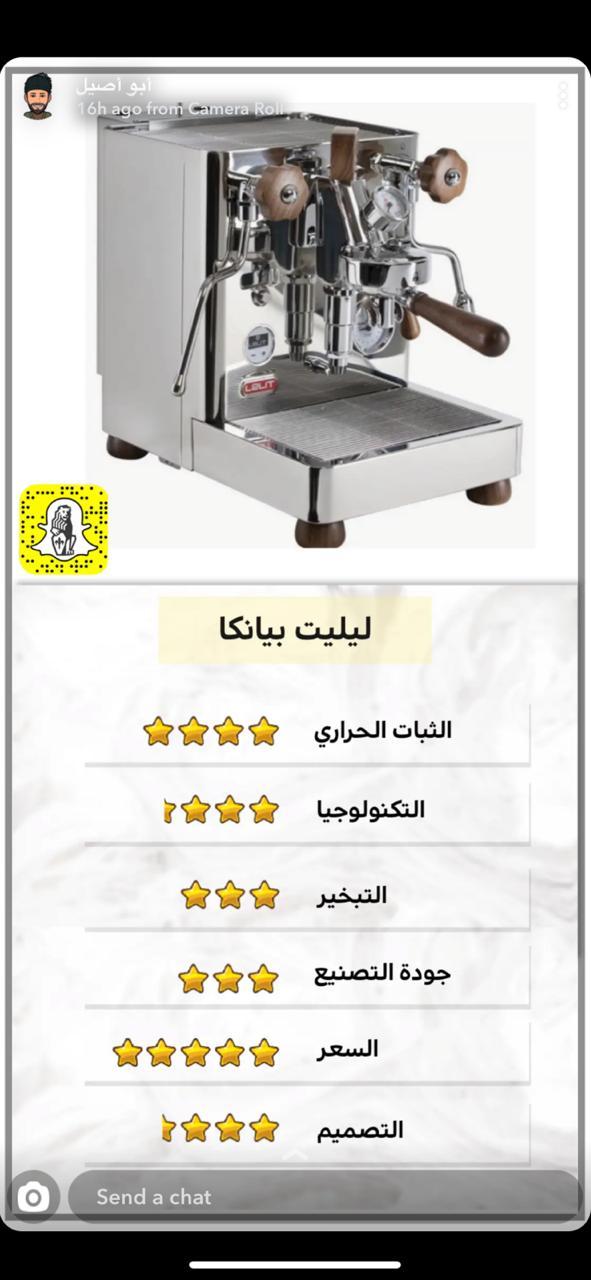 أبو أصيل
16h ago from Camera Roll
LELIT
ليليت بيانكا
الثبات الحراري
التكنولوجيا
التبخير
جودة التصنيع
السعر
التصميم
Send a chat